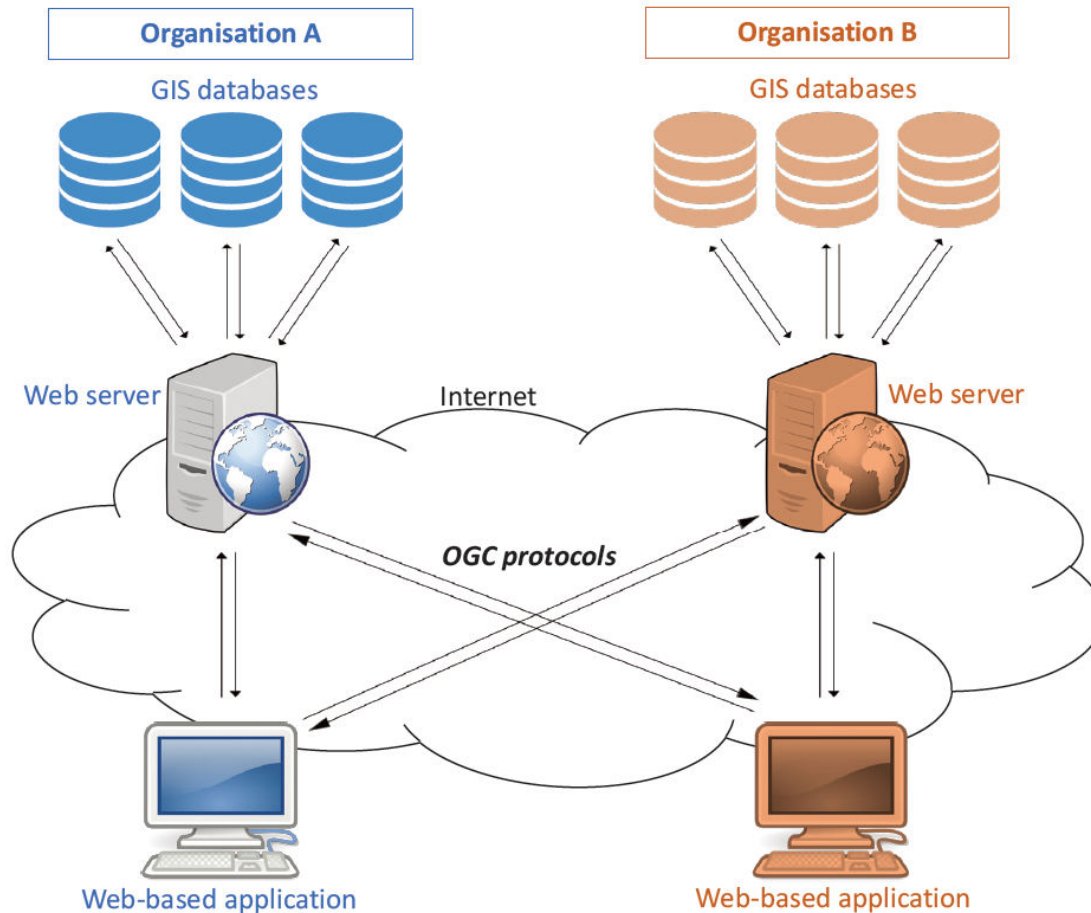 Organisation A
Organisation B
GIS databases
GIS databases
Web server
Internet
Web server
OGC protocols
Web-based application
Web-based application